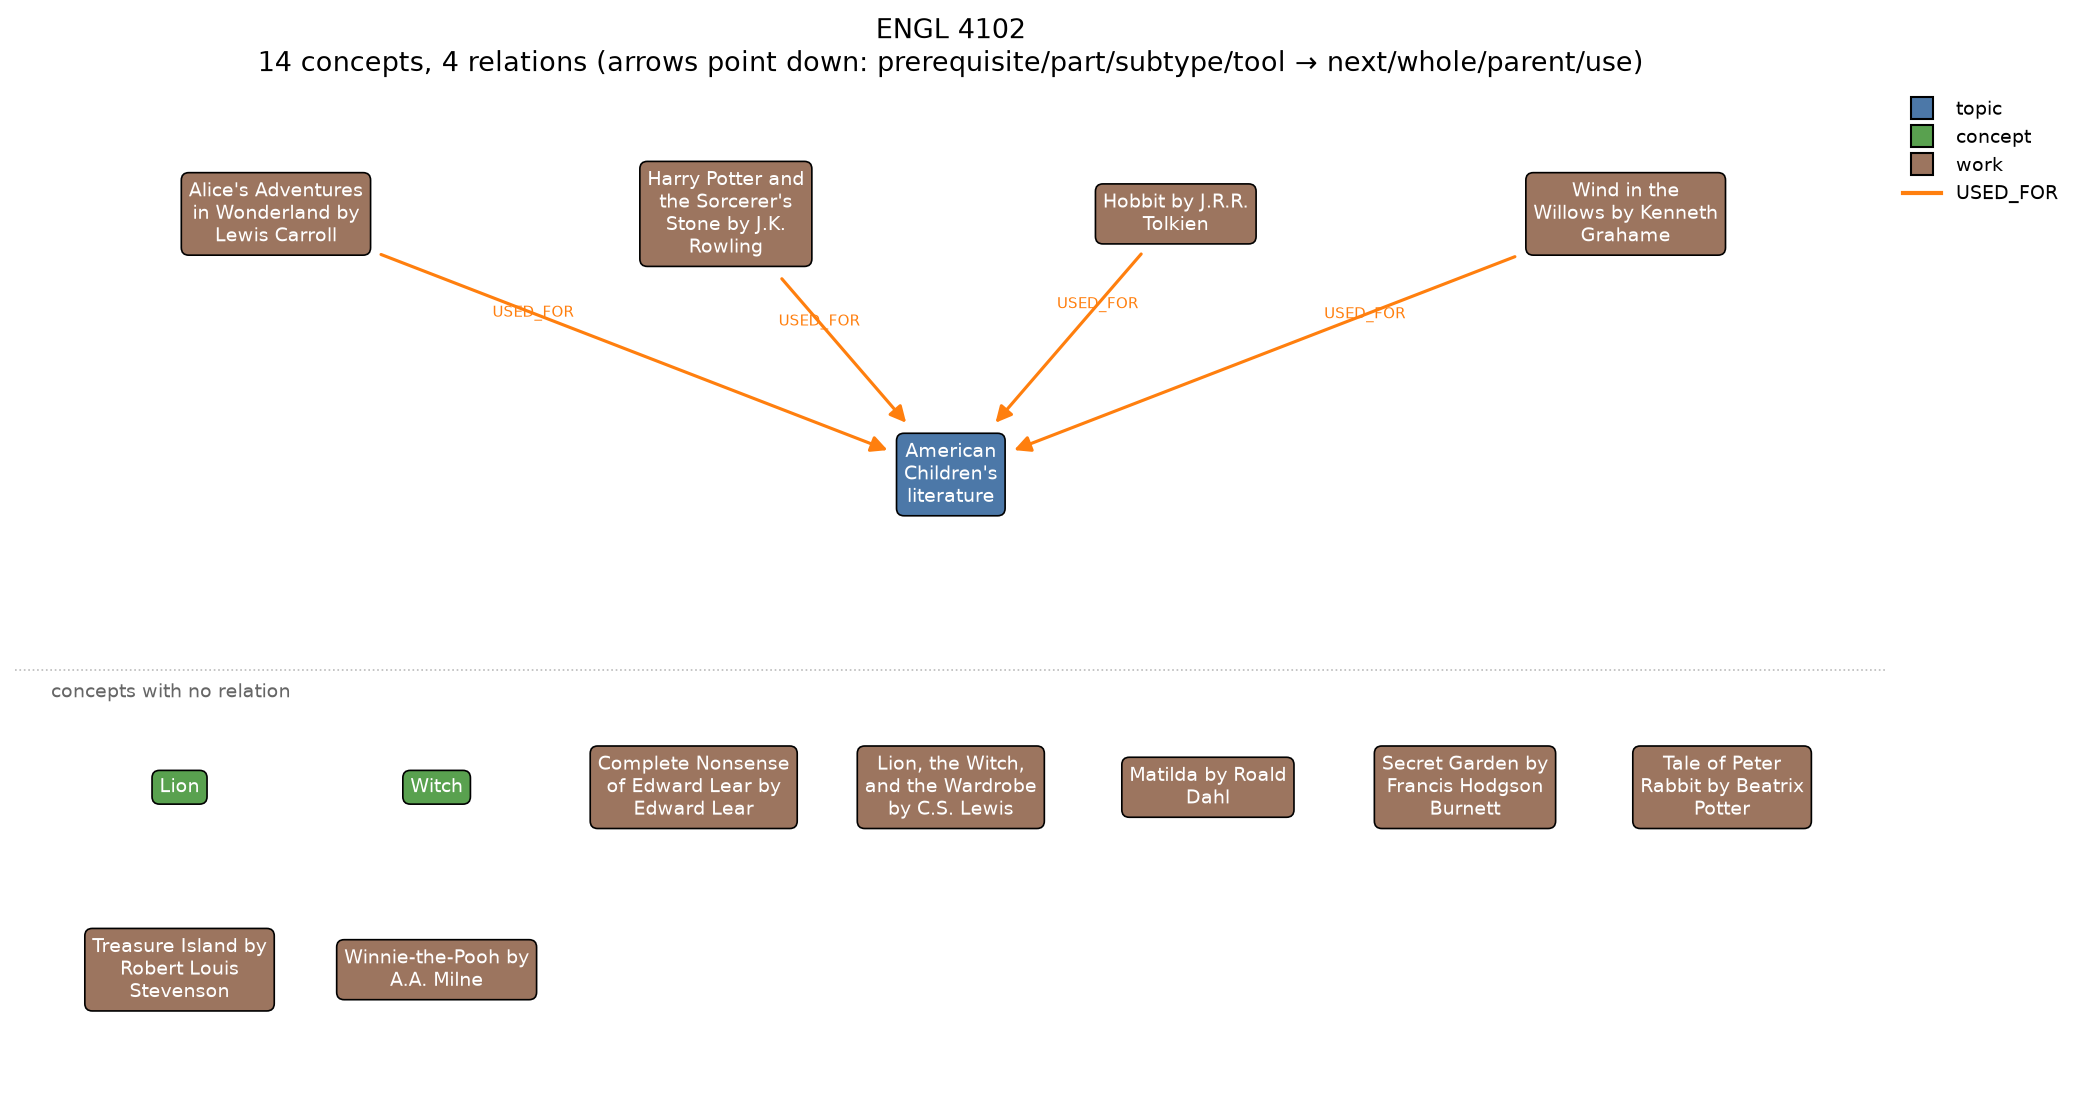 ENGL 4102
14 concepts, 4 relations (arrows point down: prerequisite/part/subtype/tool → next/whole/parent/use)
topic
concept
work
USED_FOR
Alice's Adventures
in Wonderland by
Lewis Carroll
Harry Potter and
the Sorcerer's
Stone by J.K.
Rowling
Hobbit by J.R.R.
Tolkien
Wind in the
Willows by Kenneth
Grahame
USED_FOR
USED_FOR
USED_FOR
USED_FOR
American
Children's
literature
concepts with no relation
Lion
Witch
Complete Nonsense
of Edward Lear by
Edward Lear
Lion, the Witch,
and the Wardrobe
by C.S. Lewis
Matilda by Roald
Dahl
Secret Garden by
Francis Hodgson
Burnett
Tale of Peter
Rabbit by Beatrix
Potter
Treasure Island by
Robert Louis
Stevenson
Winnie-the-Pooh by
A.A. Milne